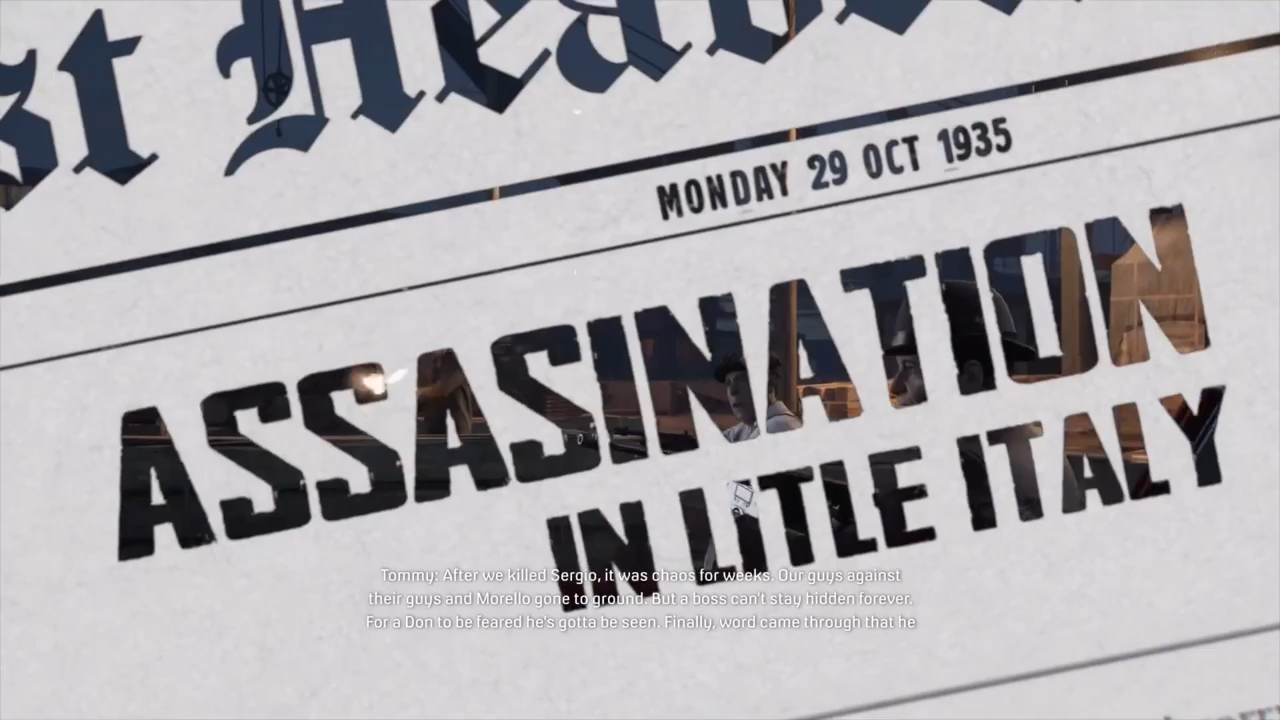 MONDAY 29 OCT 1935
ASSASINATION
IN LITLE ITALY
Tommy: After we killed Sergio, it was chaos for weeks. Our guys against
their guys and Morello gone to ground. But a boss can't stay hidden forever.
For a Don to be feared he's gotta be seen. Finally, word came through that he